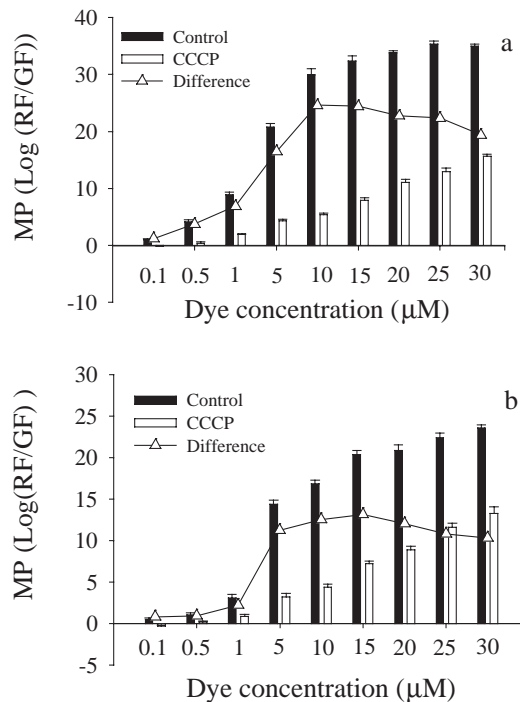 40
a
Control
CCCP
Difference
30
20
10
0
-10
MP (Log (RF/GF))
0.1 0.5 1 5 10 15 20 25 30
Dye concentration (μM)
30
b
Control
CCCP
Difference
25
20
15
10
5
0
-5
MP (Log(RF/GF) )
0.1 0.5 1 5 10 15 20 25 30
Dye concentration (μM)